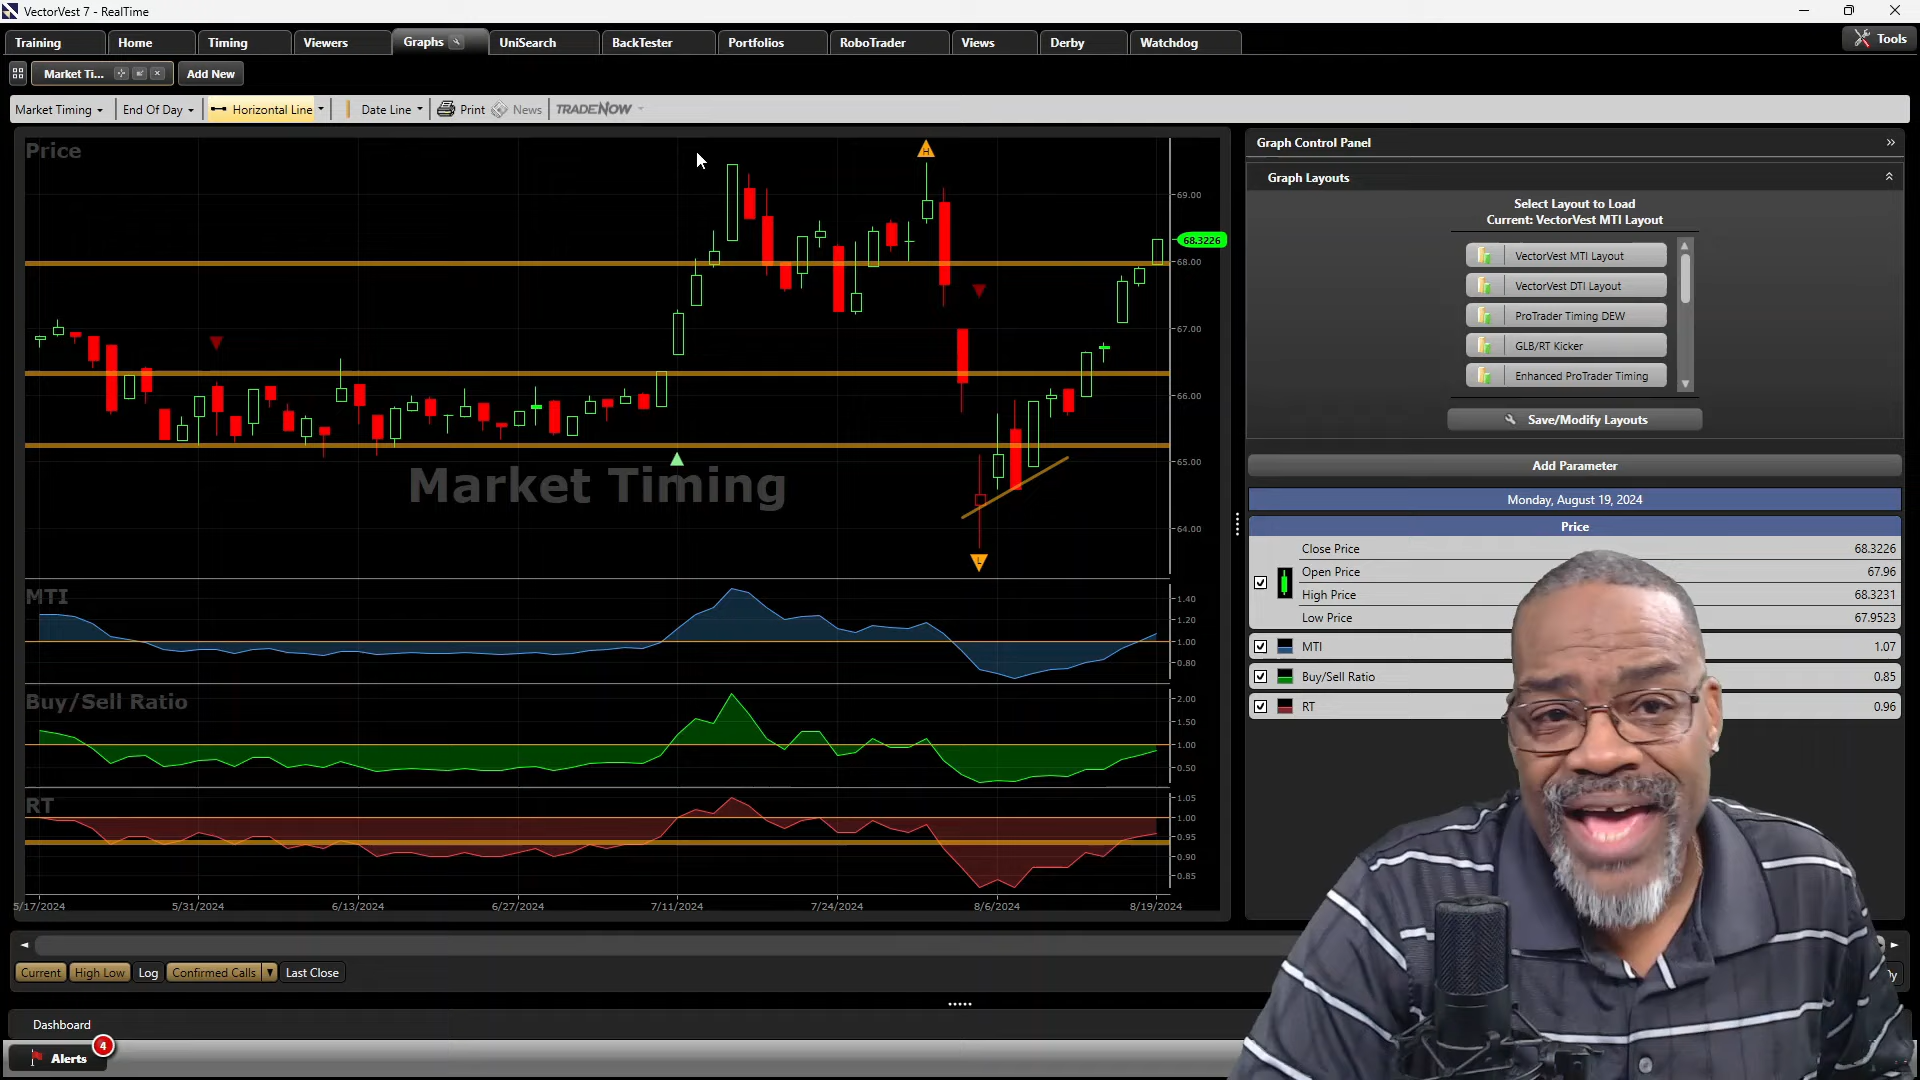 VectorVest 7 - RealTime
Training Home Timing Viewers Graphs UniSearch BackTester Portfolios RoboTrader Views Derby Watchdog Tools
Market Ti... Add New
Market Timing End Of Day Horizontal Line Date Line Print News TRADENOW
Price
H
69.00
68.3226
68.00
67.00
66.00
65.00
64.00
Market Timing
L
MTI
1.40
1.20
1.00
0.80
Buy/Sell Ratio
2.00
1.50
1.00
0.50
RT
1.05
1.00
0.95
0.90
0.85
5/17/2024 5/31/2024 6/13/2024 6/27/2024 7/11/2024 7/24/2024 8/6/2024 8/19/2024
Current High Low Log Confirmed Calls Last Close
Dashboard
Alerts 4
Graph Control Panel
Graph Layouts
Select Layout to Load
Current: VectorVest MTI Layout
VectorVest MTI Layout
VectorVest DTI Layout
ProTrader Timing DEW
GLB/RT Kicker
Enhanced ProTrader Timing
Save/Modify Layouts
Add Parameter
Monday, August 19, 2024
Price
Close Price 68.3226
Open Price 67.96
High Price 68.3231
Low Price 67.9523
MTI 1.07
Buy/Sell Ratio 0.85
RT 0.96